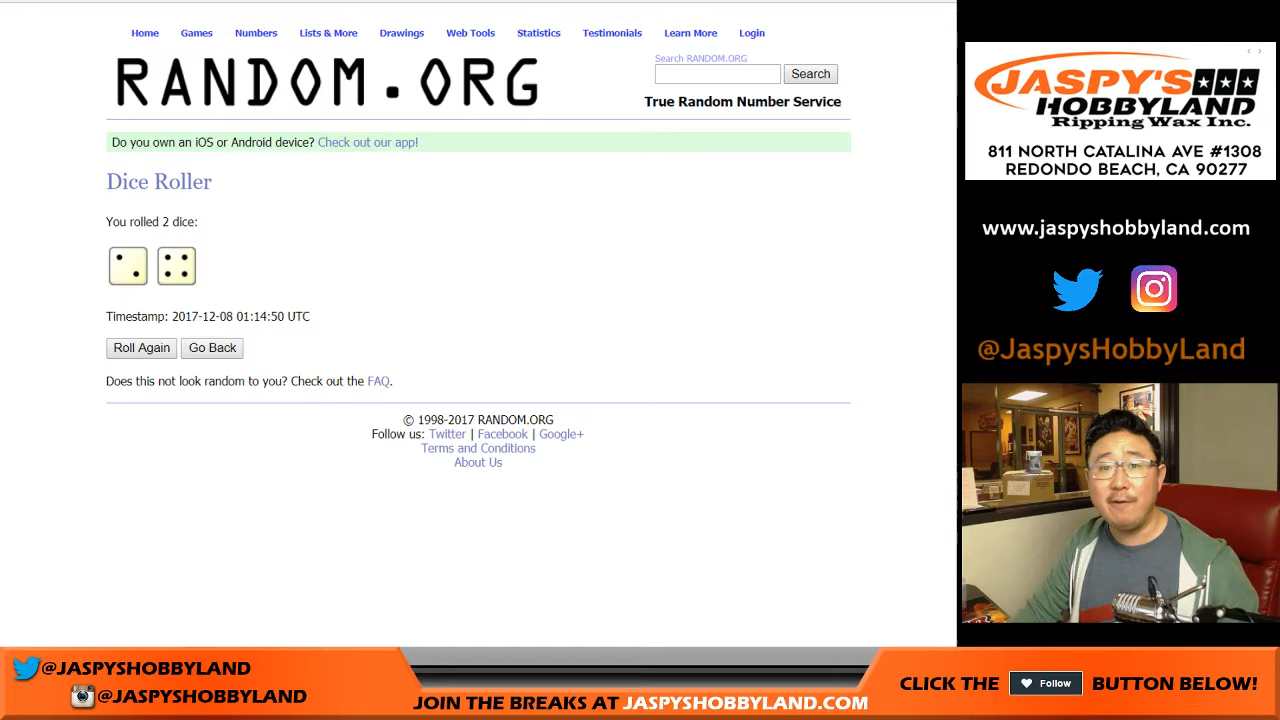 Home Games Numbers Lists & More Drawings Web Tools Statistics Testimonials Learn More Login
RANDOM.ORG
Search RANDOM.ORG
Search
True Random Number Service
Do you own an iOS or Android device? Check out our app!
Dice Roller
You rolled 2 dice:
Timestamp: 2017-12-08 01:14:50 UTC
Roll Again Go Back
Does this not look random to you? Check out the FAQ.
© 1998-2017 RANDOM.ORG
Follow us: Twitter | Facebook | Google+
Terms and Conditions
About Us
JASPY'S
HOBBYLAND
Ripping Wax Inc.
811 NORTH CATALINA AVE #1308
REDONDO BEACH, CA 90277
www.jaspyshobbyland.com
@JaspysHobbyLand
@JASPYSHOBBYLAND
@JASPYSHOBBYLAND
JOIN THE BREAKS AT JASPYSHOBBYLAND.COM
CLICK THE Follow BUTTON BELOW!